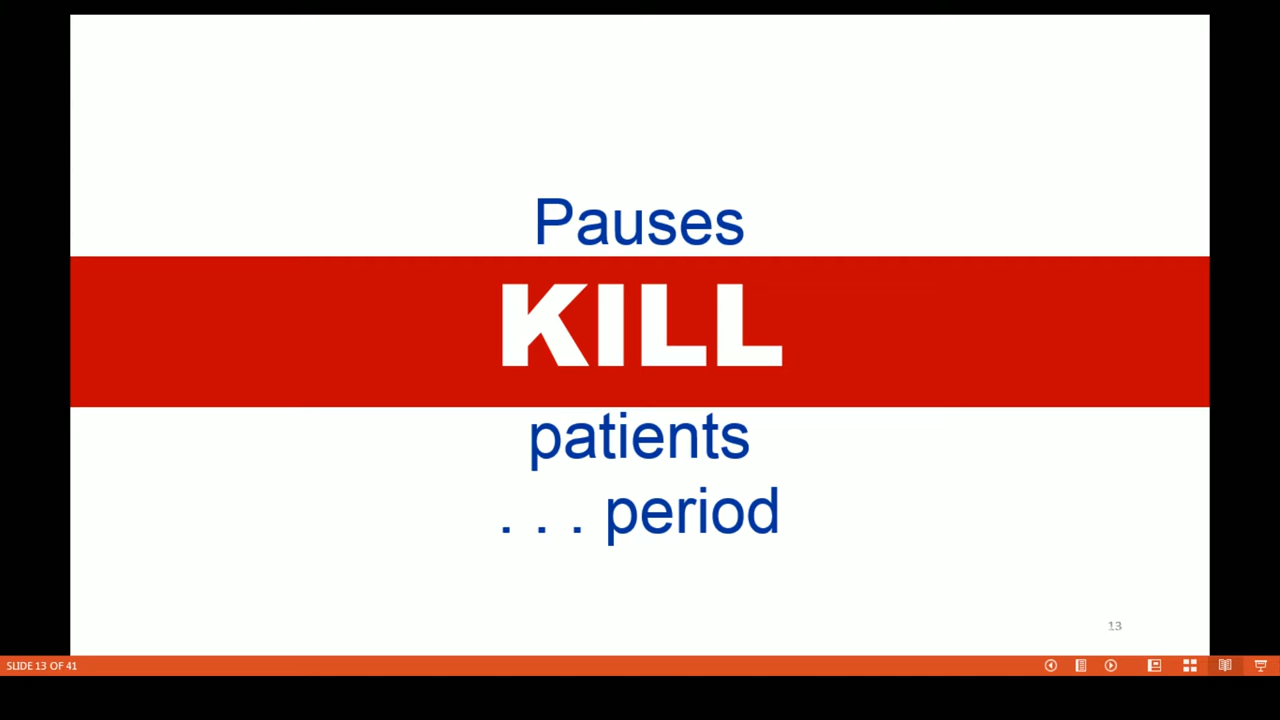 Pauses
KILL
patients
. . . period
13
SLIDE 13 OF 41